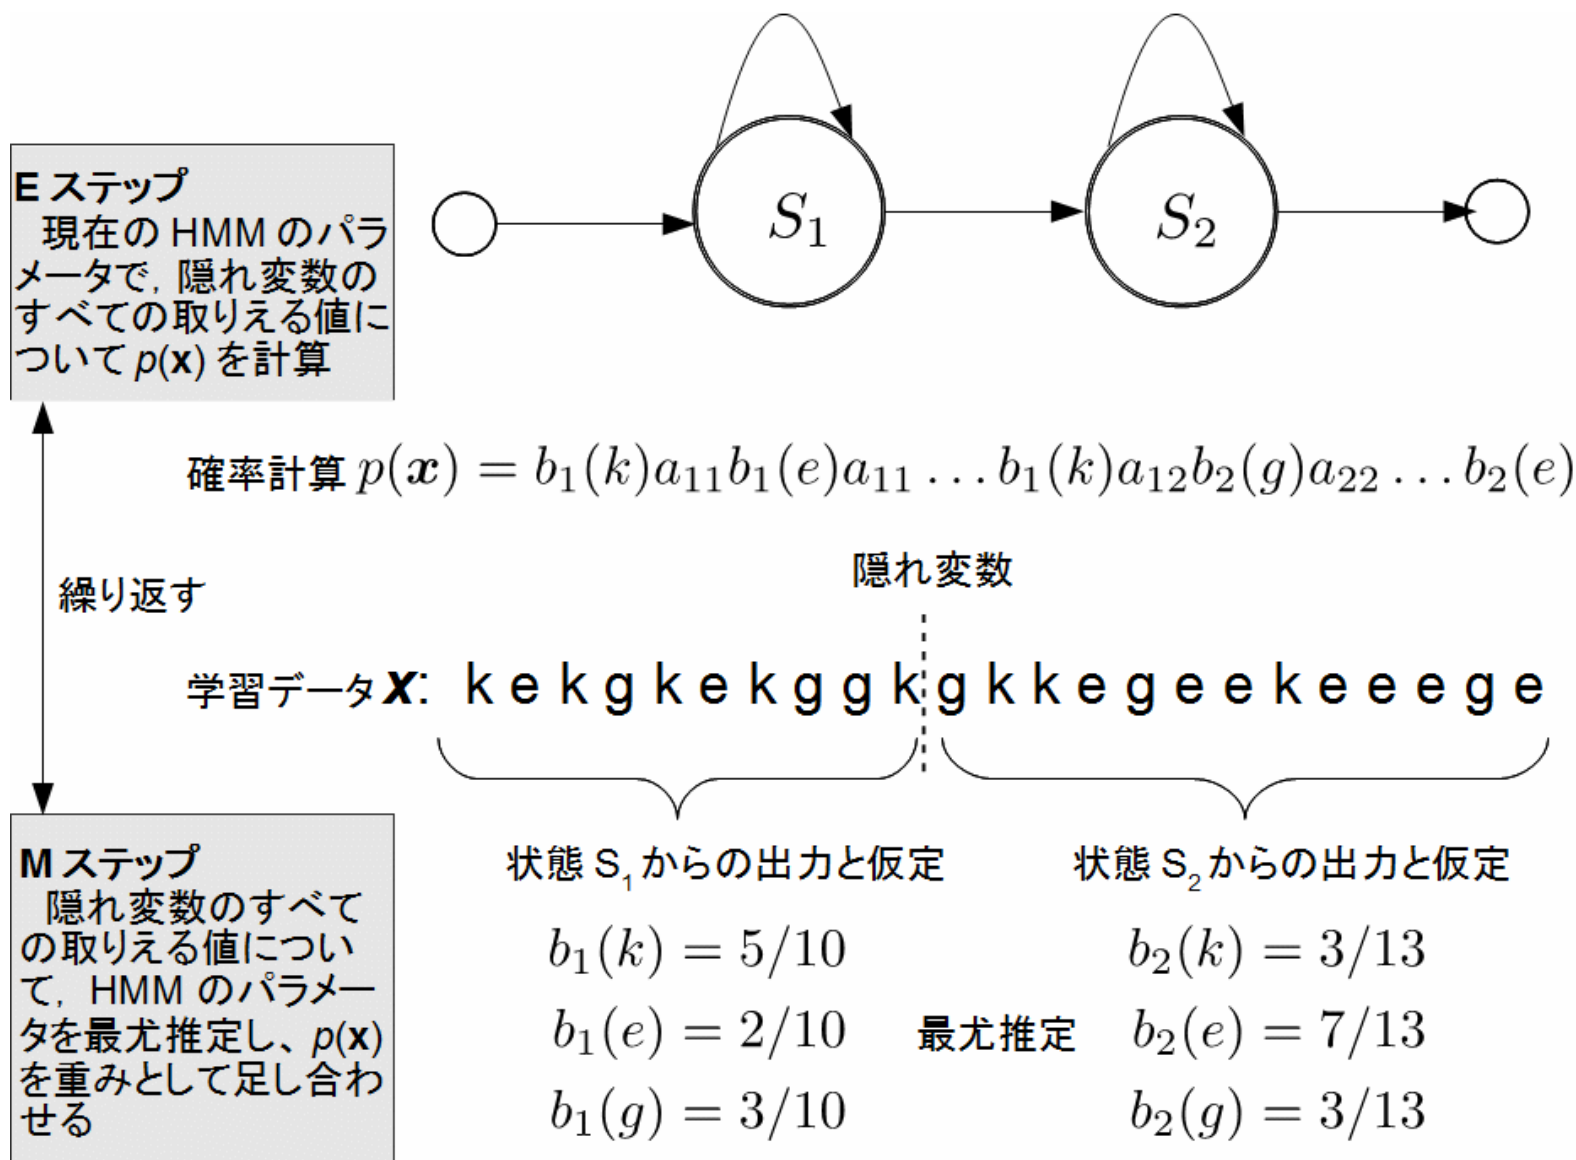 E ステップ
現在の HMM のパラ
メータで, 隠れ変数の
すべての取りえる値に
ついて p(x) を計算
S₁
S₂
確率計算 p(x) = b₁(k)a₁₁b₁(e)a₁₁ … b₁(k)a₁₂b₂(g)a₂₂ … b₂(e)
隠れ変数
繰り返す
学習データ x: k e k g k e k g g k g k k e g e e k e e e g e
M ステップ
隠れ変数のすべて
の取りえる値につい
て, HMM のパラメー
タを最尤推定し、p(x)
を重みとして足し合わ
せる
状態 S₁ からの出力と仮定
b₁(k) = 5/10
b₁(e) = 2/10
b₁(g) = 3/10
最尤推定
状態 S₂ からの出力と仮定
b₂(k) = 3/13
b₂(e) = 7/13
b₂(g) = 3/13